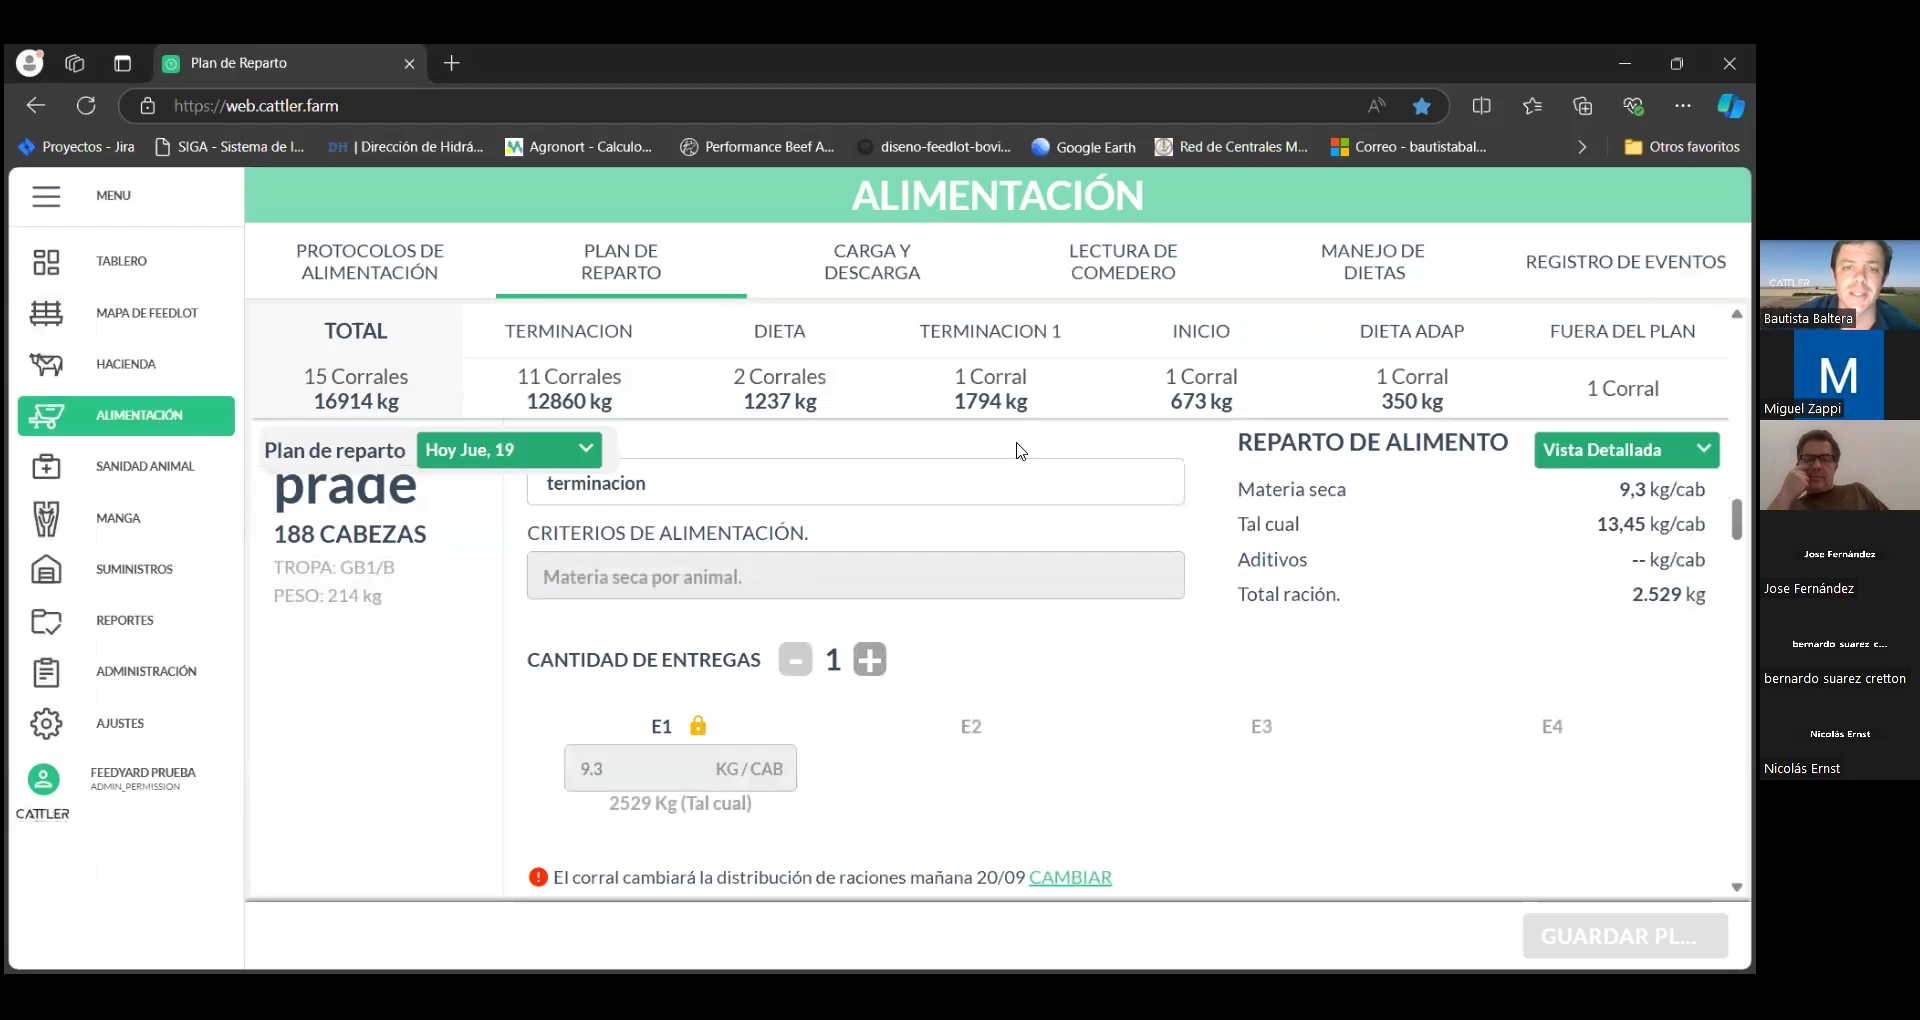 Plan de Reparto
https://web.cattler.farm
Proyectos - Jira
SIGA - Sistema de l...
DH | Dirección de Hidrá...
Agronort - Calculo...
Performance Beef A...
diseno-feedlot-bovi...
Google Earth
Red de Centrales M...
Correo - bautistabal...
Otros favoritos
MENU
ALIMENTACIÓN
TABLERO
MAPA DE FEEDLOT
HACIENDA
ALIMENTACIÓN
SANIDAD ANIMAL
MANGA
SUMINISTROS
REPORTES
ADMINISTRACIÓN
AJUSTES
FEEDYARD PRUEBA
ADMIN_PERMISSION
CATTLER
PROTOCOLOS DE
ALIMENTACIÓN
PLAN DE
REPARTO
CARGA Y
DESCARGA
LECTURA DE
COMEDERO
MANEJO DE
DIETAS
REGISTRO DE EVENTOS
TOTAL
15 Corrales
16914 kg
TERMINACION
11 Corrales
12860 kg
DIETA
2 Corrales
1237 kg
TERMINACION 1
1 Corral
1794 kg
INICIO
1 Corral
673 kg
DIETA ADAP
1 Corral
350 kg
FUERA DEL PLAN
1 Corral
Plan de reparto
Hoy Jue, 19
prade
188 CABEZAS
TROPA: GB1/B
PESO: 214 kg
terminacion
CRITERIOS DE ALIMENTACIÓN.
Materia seca por animal.
CANTIDAD DE ENTREGAS - 1 +
E1
9.3 KG / CAB
2529 Kg (Tal cual)
E2
E3
E4
! El corral cambiará la distribución de raciones mañana 20/09 CAMBIAR
REPARTO DE ALIMENTO
Vista Detallada
Materia seca 9,3 kg/cab
Tal cual 13,45 kg/cab
Aditivos -- kg/cab
Total ración. 2.529 kg
GUARDAR PL...
CATTLER
Bautista Baltera
M
Miguel Zappi
Jose Fernández
Jose Fernández
bernardo suarez c...
bernardo suarez cretton
Nicolás Ernst
Nicolás Ernst